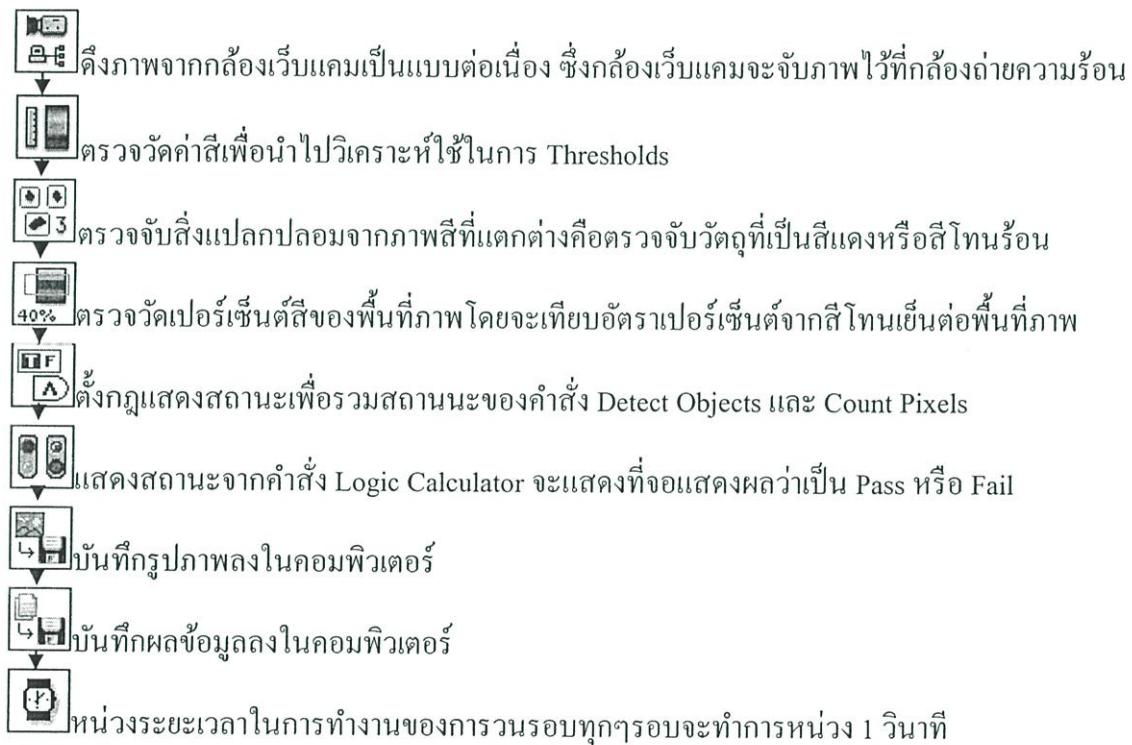 ดึงภาพจากกล้องเว็บแคมเป็นแบบต่อเนื่อง ซึ่งกล้องเว็บแคมจะจับภาพไว้ที่กล้องถ่ายความร้อน
ตรวจวัดค่าสีเพื่อนำไปวิเคราะห์ใช้ในการ Thresholds
3
ตรวจจับสิ่งแปลกปลอมจากภาพสีที่แตกต่างคือตรวจจับวัตถุที่เป็นสีแดงหรือสีโทนร้อน
40%
ตรวจวัดเปอร์เซ็นต์สีของพื้นที่ภาพโดยจะเทียบอัตราเปอร์เซ็นต์จากสีโทนเย็นต่อพื้นที่ภาพ
T F
Λ
ตั้งกฎแสดงสถานะเพื่อรวมสถานนะของคำสั่ง Detect Objects และ Count Pixels
แสดงสถานะจากคำสั่ง Logic Calculator จะแสดงที่จอแสดงผลว่าเป็น Pass หรือ Fail
บันทึกรูปภาพลงในคอมพิวเตอร์
บันทึกผลข้อมูลลงในคอมพิวเตอร์
หน่วงระยะเวลาในการทำงานของการวนรอบทุกๆรอบจะทำการหน่วง 1 วินาที